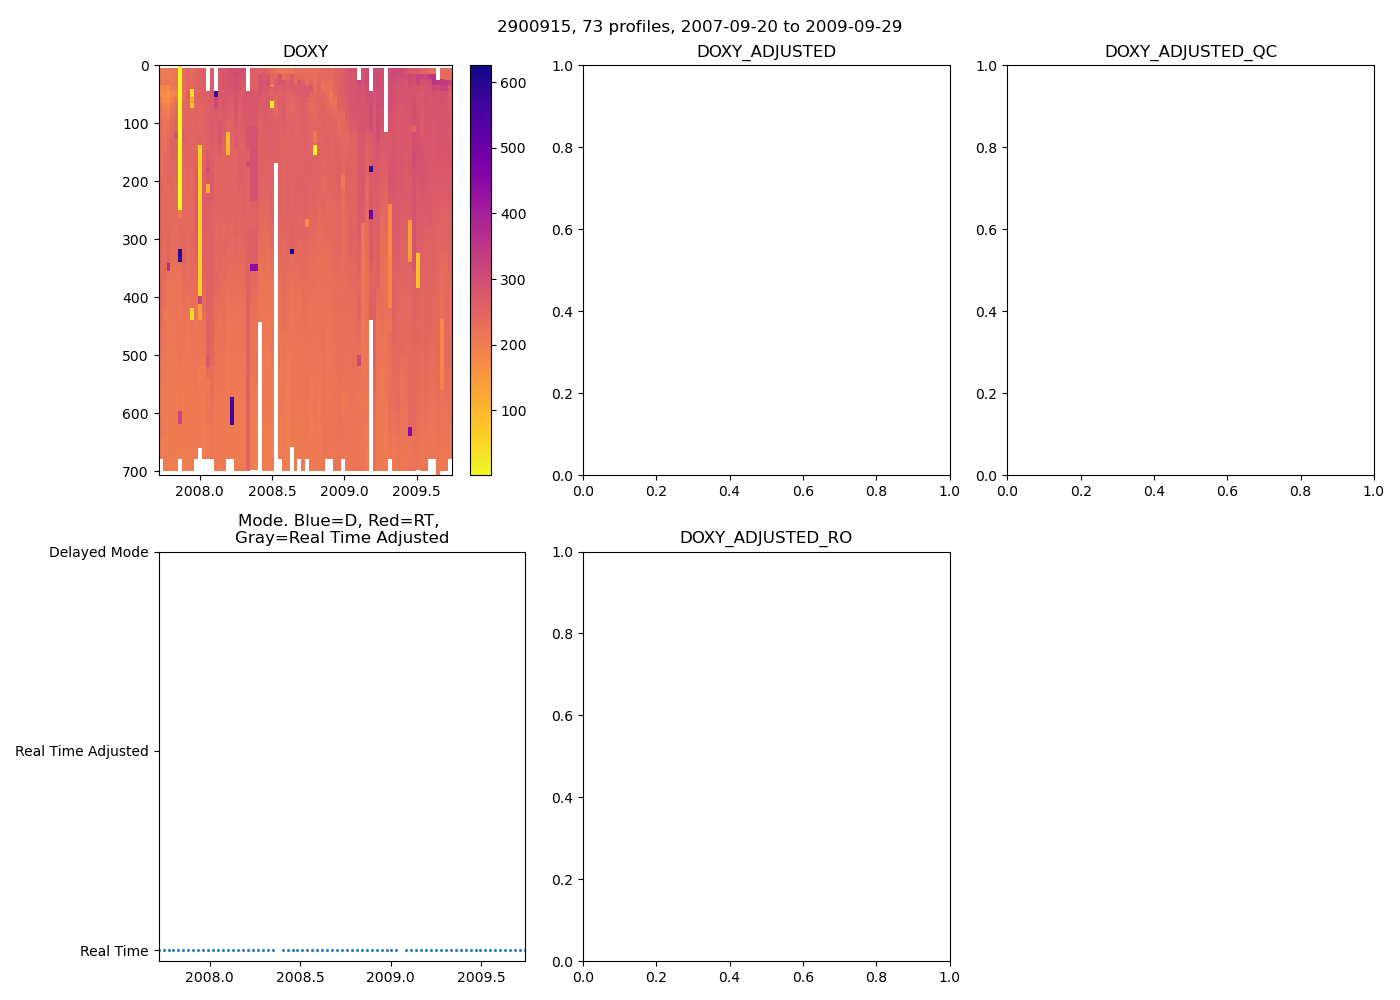 2900915, 73 profiles, 2007-09-20 to 2009-09-29
DOXY
0
100
200
300
400
500
600
700
2008.0 2008.5 2009.0 2009.5
600
500
400
300
200
100
DOXY_ADJUSTED
1.0
0.8
0.6
0.4
0.2
0.0
0.0 0.2 0.4 0.6 0.8 1.0
DOXY_ADJUSTED_QC
1.0
0.8
0.6
0.4
0.2
0.0
0.0 0.2 0.4 0.6 0.8 1.0
Mode. Blue=D, Red=RT,
Gray=Real Time Adjusted
Delayed Mode
Real Time Adjusted
Real Time
2008.0 2008.5 2009.0 2009.5
DOXY_ADJUSTED_RO
1.0
0.8
0.6
0.4
0.2
0.0
0.0 0.2 0.4 0.6 0.8 1.0